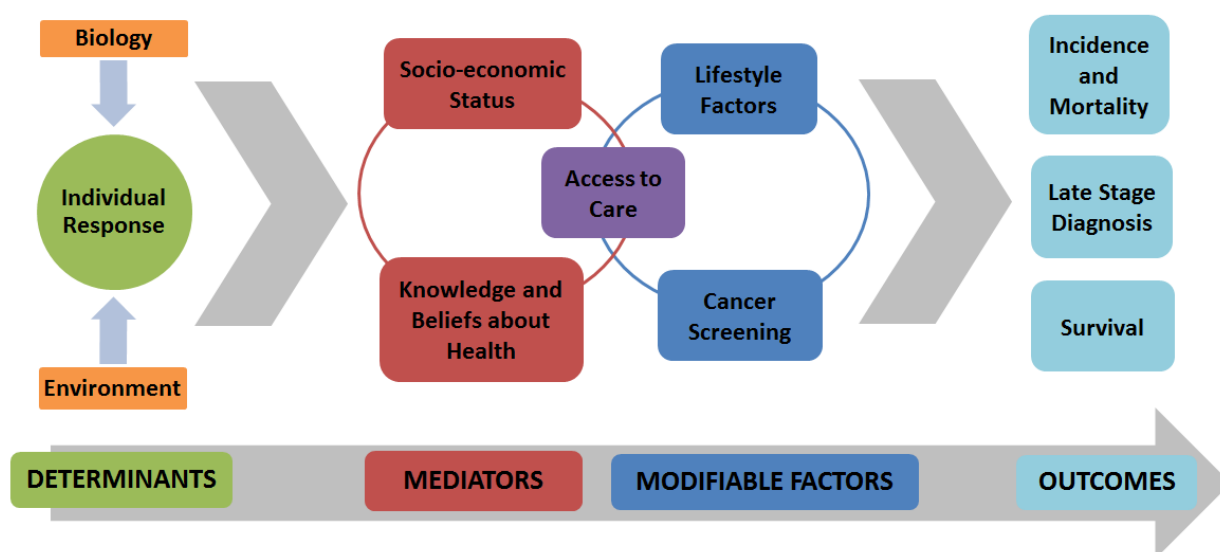 Biology
Individual
Response
Environment
Socio-economic
Status
Lifestyle
Factors
Access to
Care
Knowledge and
Beliefs about
Health
Cancer
Screening
Incidence
and
Mortality
Late Stage
Diagnosis
Survival
DETERMINANTS
MEDIATORS
MODIFIABLE FACTORS
OUTCOMES